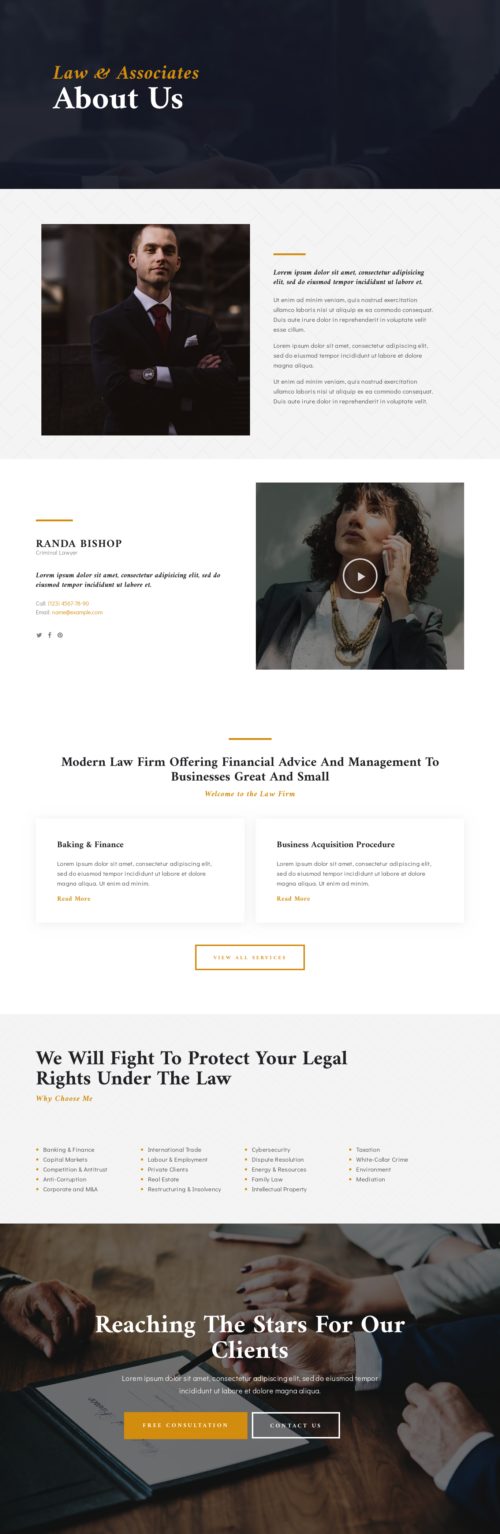 Law & Associates
About Us
Lorem ipsum dolor sit amet, consectetur adipisicing
elit, sed do eiusmod tempor incididunt ut labore et.
Ut enim ad minim veniam, quis nostrud exercitation
ullamco laboris nisi ut aliquip ex ea commodo consequat.
Duis aute irure dolor in reprehenderit in voluptate velit
esse cillum.
Lorem ipsum dolor sit amet, consectetur adipiscing elit,
sed do eiusmod tempor incididunt ut labore et dolore
magna aliqua.
Ut enim ad minim veniam, quis nostrud exercitation
ullamco laboris nisi ut aliquip ex ea commodo consequat.
Duis aute irure dolor in reprehenderit in voluptate velit.
RANDA BISHOP
Criminal Lawyer
Lorem ipsum dolor sit amet, consectetur adipisicing elit, sed do
eiusmod tempor incididunt ut labore et.
Call: (123) 4567-78-90
Email: name@example.com
Modern Law Firm Offering Financial Advice And Management To
Businesses Great And Small
Welcome to the Law Firm
Baking & Finance
Lorem ipsum dolor sit amet, consectetur adipiscing elit,
sed do eiusmod tempor incididunt ut labore et dolore
magna aliqua. Ut enim ad minim.
Read More
Business Acquisition Procedure
Lorem ipsum dolor sit amet, consectetur adipiscing elit,
sed do eiusmod tempor incididunt ut labore et dolore
magna aliqua. Ut enim ad minim.
Read More
VIEW ALL SERVICES
We Will Fight To Protect Your Legal
Rights Under The Law
Why Choose Me
Banking & Finance
Capital Markets
Competition & Antitrust
Anti-Corruption
Corporate and M&A
International Trade
Labour & Employment
Private Clients
Real Estate
Restructuring & Insolvency
Cybersecurity
Dispute Resolution
Energy & Resources
Family Law
Intellectual Property
Taxation
White-Collar Crime
Environment
Mediation
Reaching The Stars For Our
Clients
Lorem ipsum dolor sit amet, consectetur adipiscing elit, sed do eiusmod tempor
incididunt ut labore et dolore magna aliqua.
FREE CONSULTATION
CONTACT US